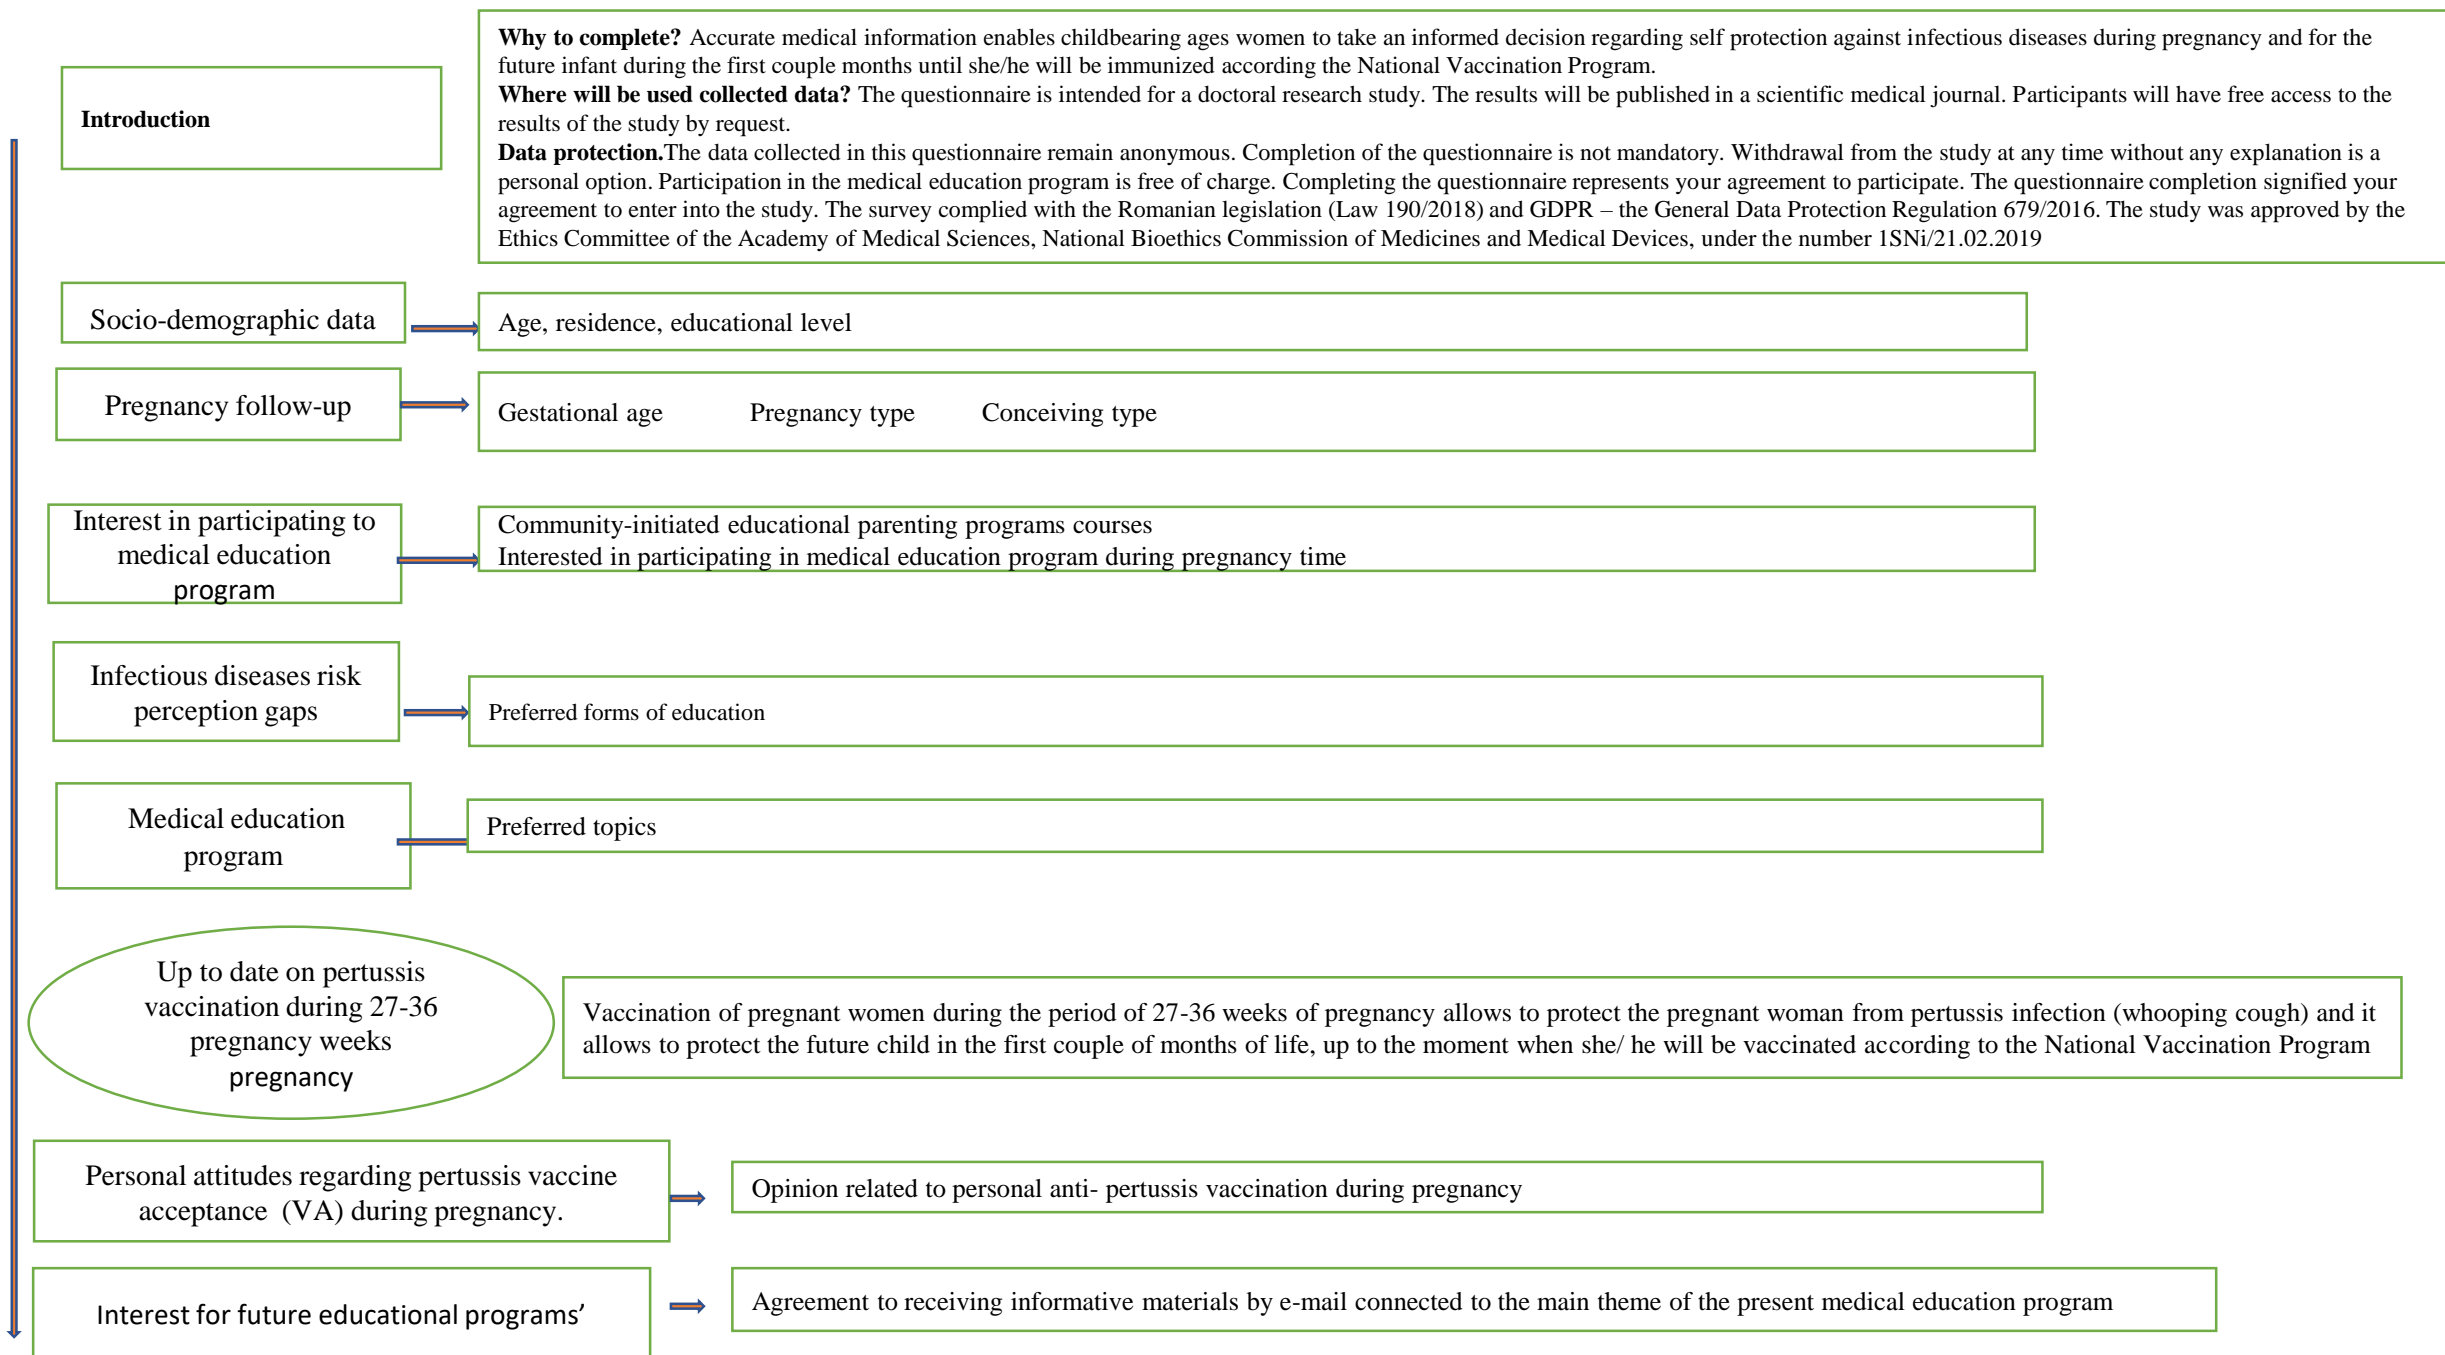 Introduction
Why to complete? Accurate medical information enables childbearing ages women to take an informed decision regarding self protection against infectious diseases during pregnancy and for the
future infant during the first couple months until she/he will be immunized according the National Vaccination Program.
Where will be used collected data? The questionnaire is intended for a doctoral research study. The results will be published in a scientific medical journal. Participants will have free access to the
results of the study by request.
Data protection.The data collected in this questionnaire remain anonymous. Completion of the questionnaire is not mandatory. Withdrawal from the study at any time without any explanation is a
personal option. Participation in the medical education program is free of charge. Completing the questionnaire represents your agreement to participate. The questionnaire completion signified your
agreement to enter into the study. The survey complied with the Romanian legislation (Law 190/2018) and GDPR – the General Data Protection Regulation 679/2016. The study was approved by the
Ethics Committee of the Academy of Medical Sciences, National Bioethics Commission of Medicines and Medical Devices, under the number 1SNi/21.02.2019
Socio-demographic data
Age, residence, educational level
Pregnancy follow-up
Gestational age Pregnancy type Conceiving type
Interest in participating to
medical education
program
Community-initiated educational parenting programs courses
Interested in participating in medical education program during pregnancy time
Infectious diseases risk
perception gaps
Preferred forms of education
Medical education
program
Preferred topics
Up to date on pertussis
vaccination during 27-36
pregnancy weeks
pregnancy
Vaccination of pregnant women during the period of 27-36 weeks of pregnancy allows to protect the pregnant woman from pertussis infection (whooping cough) and it
allows to protect the future child in the first couple of months of life, up to the moment when she/ he will be vaccinated according to the National Vaccination Program
Personal attitudes regarding pertussis vaccine
acceptance (VA) during pregnancy.
Opinion related to personal anti- pertussis vaccination during pregnancy
Interest for future educational programs’
Agreement to receiving informative materials by e-mail connected to the main theme of the present medical education program